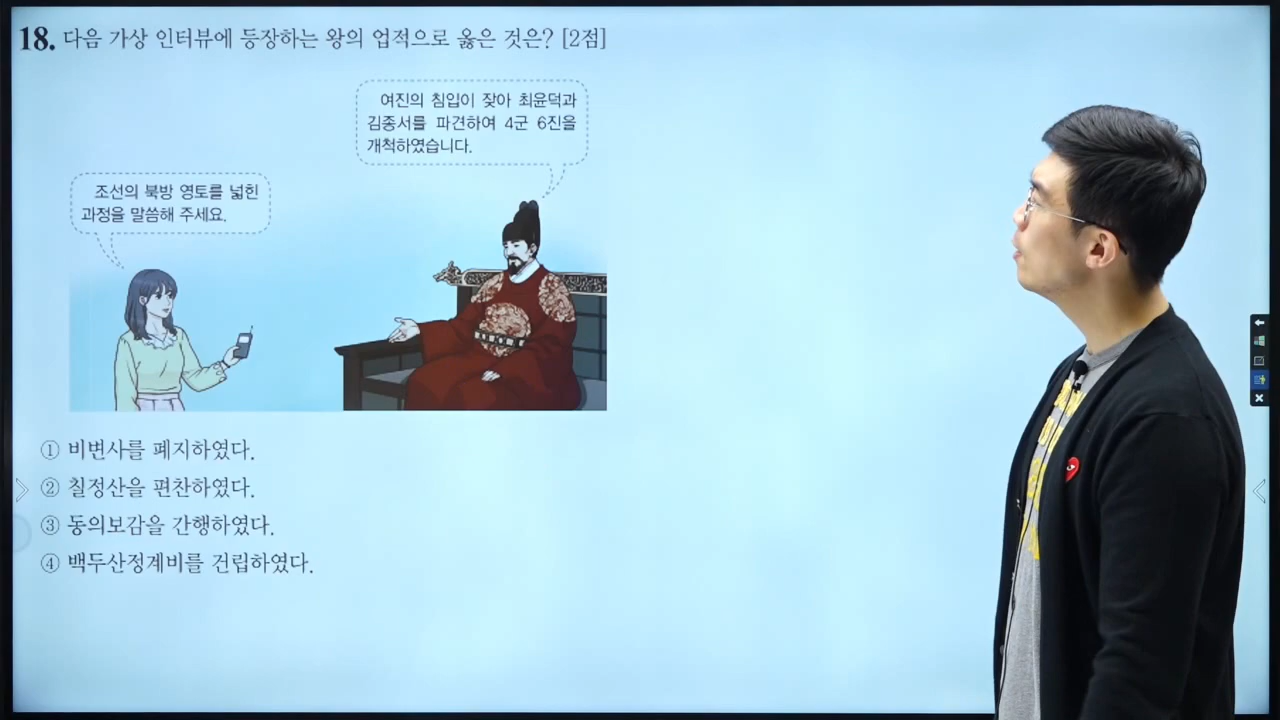 18. 다음 가상 인터뷰에 등장하는 왕의 업적으로 옳은 것은? [2점]
여진의 침입이 잦아 최윤덕과
김종서를 파견하여 4군 6진을
개척하였습니다.
조선의 북방 영토를 넓힌
과정을 말씀해 주세요.
① 비변사를 폐지하였다.
② 칠정산을 편찬하였다.
③ 동의보감을 간행하였다.
④ 백두산정계비를 건립하였다.